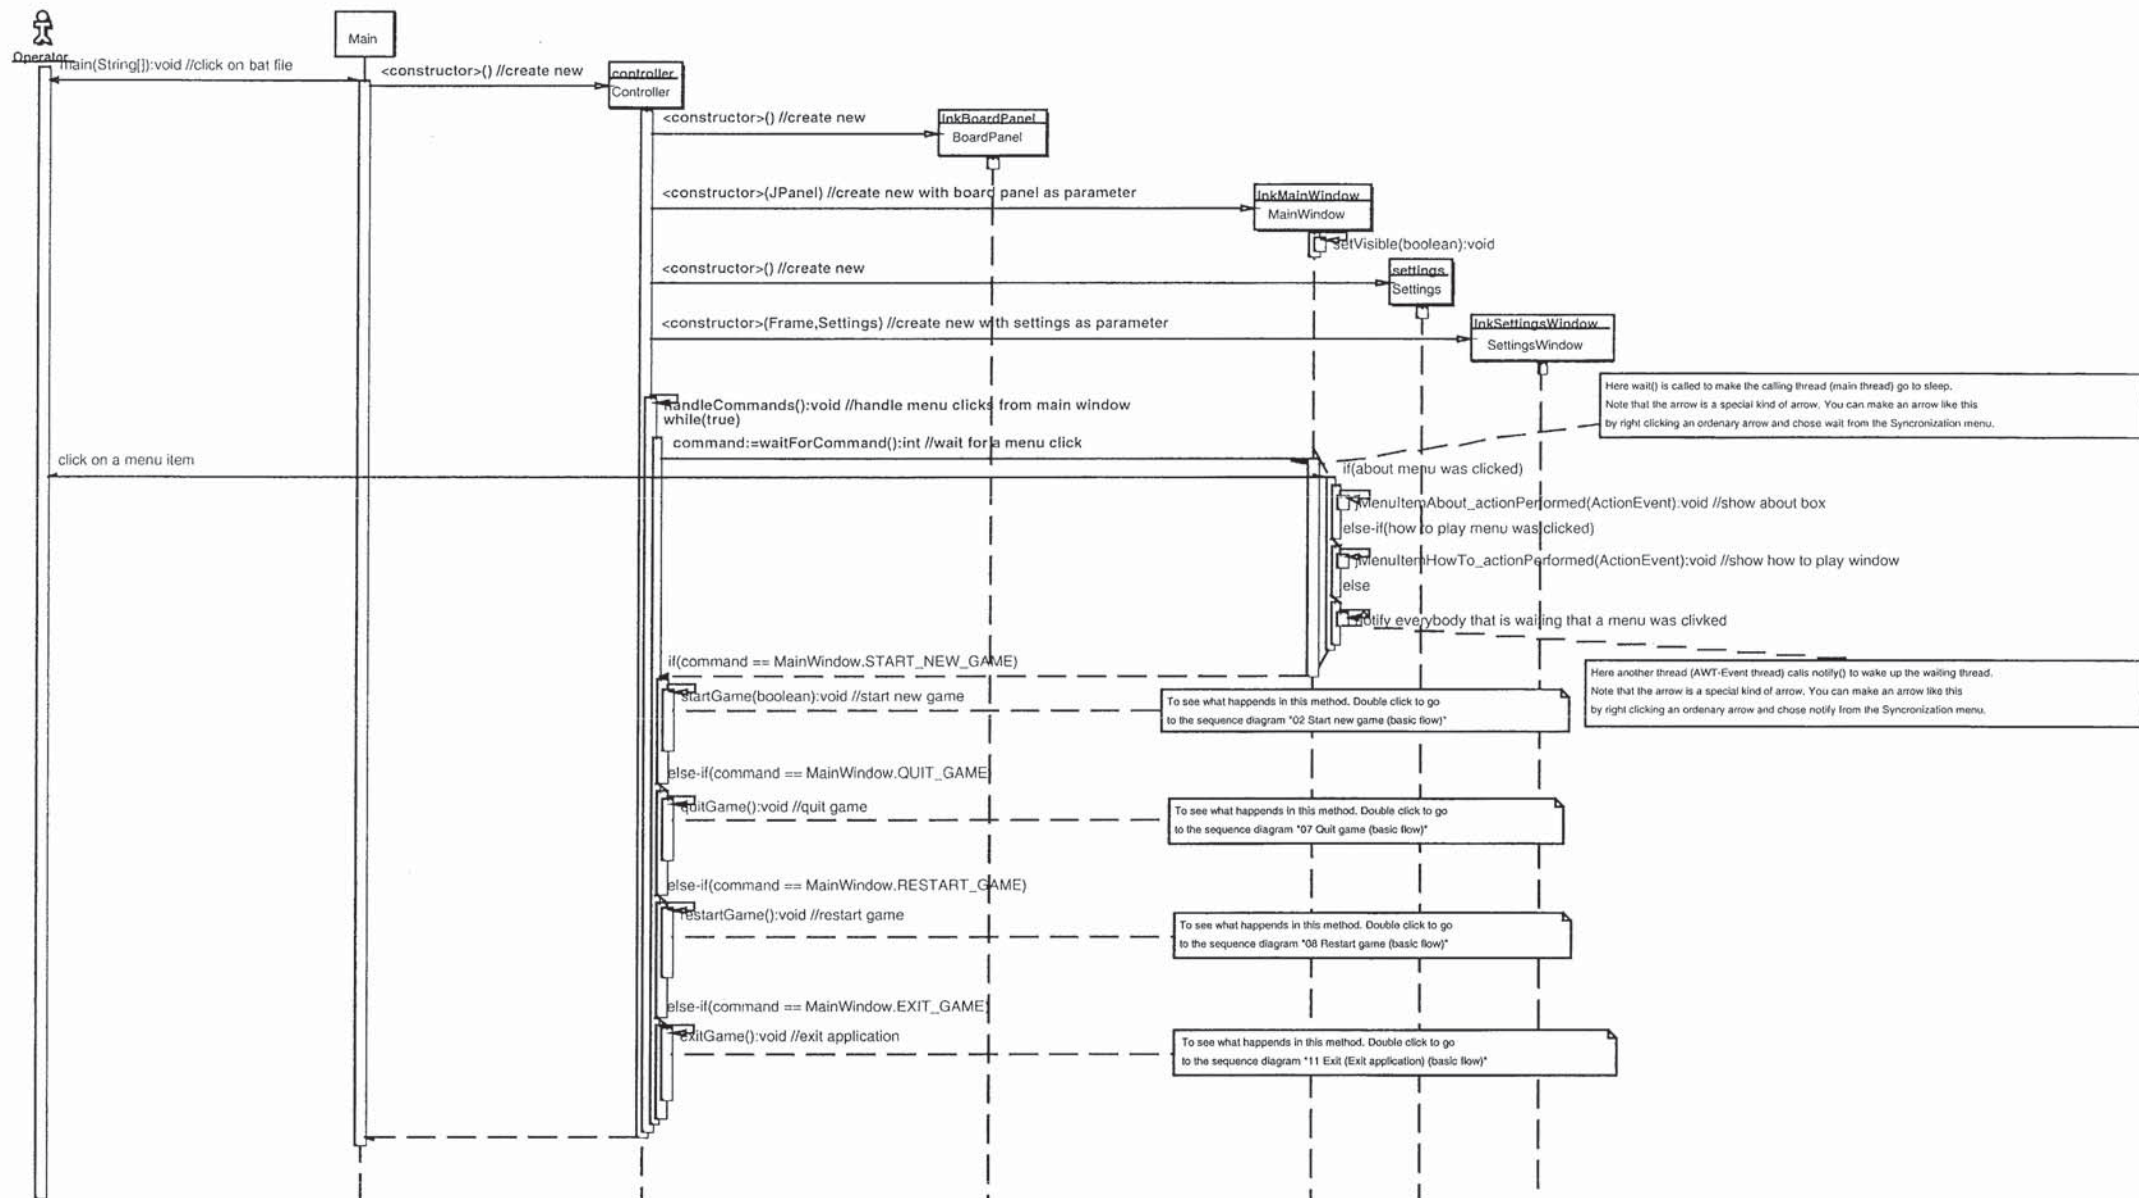 Operator
Main
main(String[]):void //click on bat file
<constructor>() //create new
controller
Controller
<constructor>() //create new
lnkBoardPanel
BoardPanel
<constructor>(JPanel) //create new with board panel as parameter
lnkMainWindow
MainWindow
setVisible(boolean):void
<constructor>() //create new
settings
Settings
<constructor>(Frame,Settings) //create new with settings as parameter
lnkSettingsWindow
SettingsWindow
Here wait() is called to make the calling thread (main thread) go to sleep.
Note that the arrow is a special kind of arrow. You can make an arrow like this
by right clicking an ordenary arrow and chose wait from the Syncronization menu.
handleCommands():void //handle menu clicks from main window
while(true)
command:=waitForCommand():int //wait for a menu click
click on a menu item
if(about menu was clicked)
jMenuItemAbout_actionPerformed(ActionEvent):void //show about box
else-if(how to play menu was clicked)
jMenuItemHowTo_actionPerformed(ActionEvent):void //show how to play window
else
notify everybody that is waiting that a menu was clivked
if(command == MainWindow.START_NEW_GAME)
Here another thread (AWT-Event thread) calls notify() to wake up the waiting thread.
Note that the arrow is a special kind of arrow. You can make an arrow like this
by right clicking an ordenary arrow and chose notify from the Syncronization menu.
startGame(boolean):void //start new game
To see what happends in this method. Double click to go
to the sequence diagram "02 Start new game (basic flow)"
else-if(command == MainWindow.QUIT_GAME)
quitGame():void //quit game
To see what happends in this method. Double click to go
to the sequence diagram "07 Quit game (basic flow)"
else-if(command == MainWindow.RESTART_GAME)
restartGame():void //restart game
To see what happends in this method. Double click to go
to the sequence diagram "08 Restart game (basic flow)"
else-if(command == MainWindow.EXIT_GAME)
exitGame():void //exit application
To see what happends in this method. Double click to go
to the sequence diagram "11 Exit (Exit application) (basic flow)"